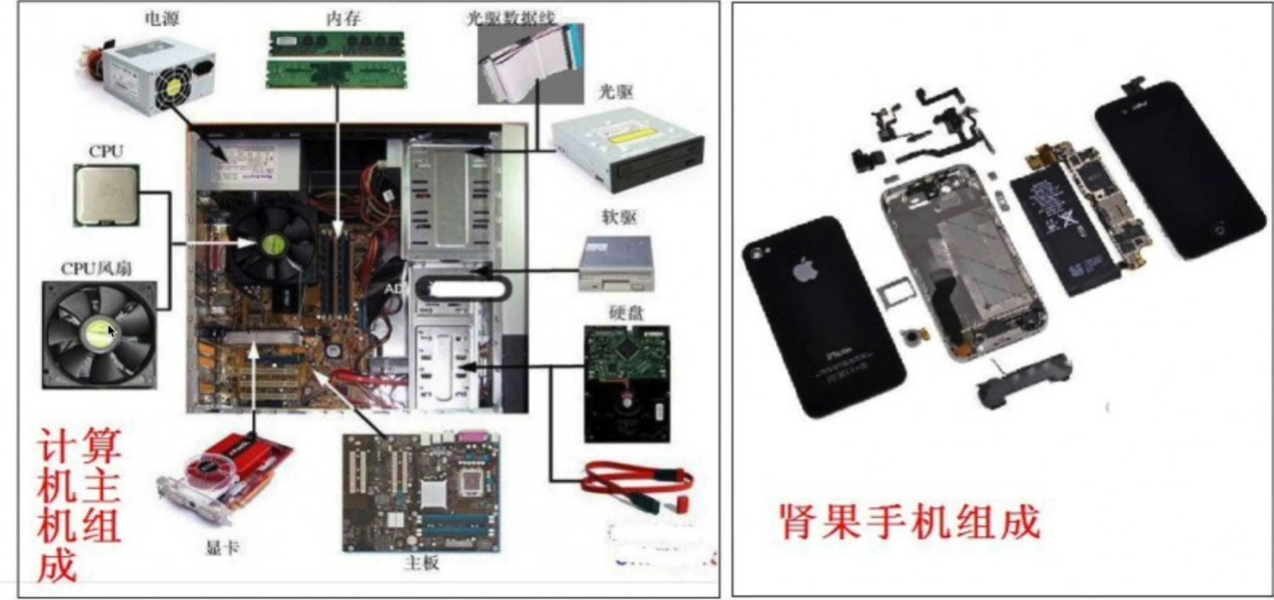 电源
内存
光驱数据线
光驱
CPU
软驱
CPU风扇
AD
硬盘
计算
机主
机组
成
显卡
主板
iPhone
肾果手机组成